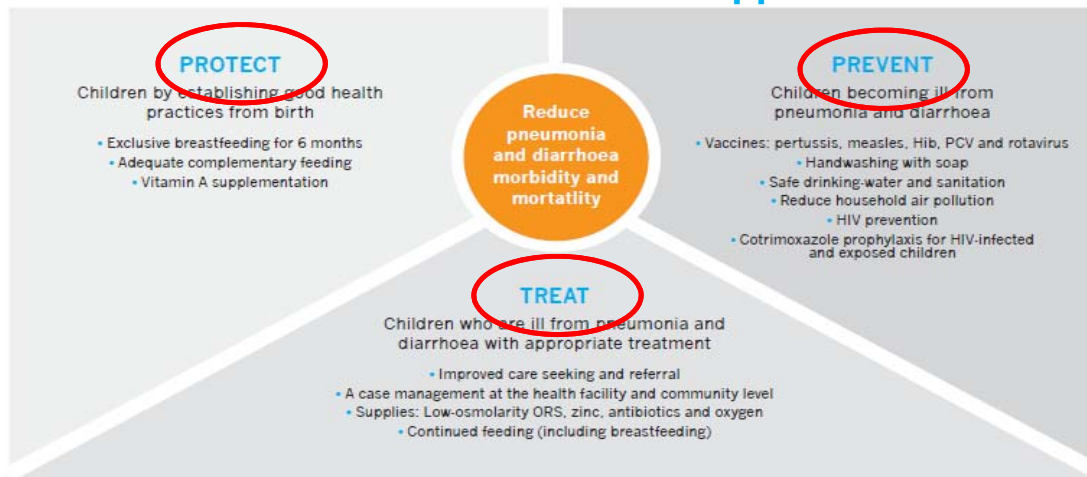 PROTECT
Children by establishing good health
practices from birth
• Exclusive breastfeeding for 6 months
• Adequate complementary feeding
• Vitamin A supplementation
Reduce
pneumonia
and diarrhoea
morbidity and
mortatlity
PREVENT
Children becoming ill from
pneumonia and diarrhoea
• Vaccines: pertussis, measles, Hib, PCV and rotavirus
• Handwashing with soap
• Safe drinking-water and sanitation
• Reduce household air pollution
• HIV prevention
• Cotrimoxazole prophylaxis for HIV-infected
and exposed children
TREAT
Children who are ill from pneumonia and
diarrhoea with appropriate treatment
• Improved care seeking and referral
• A case management at the health facility and community level
• Supplies: Low-osmolarity ORS, zinc, antibiotics and oxygen
• Continued feeding (including breastfeeding)